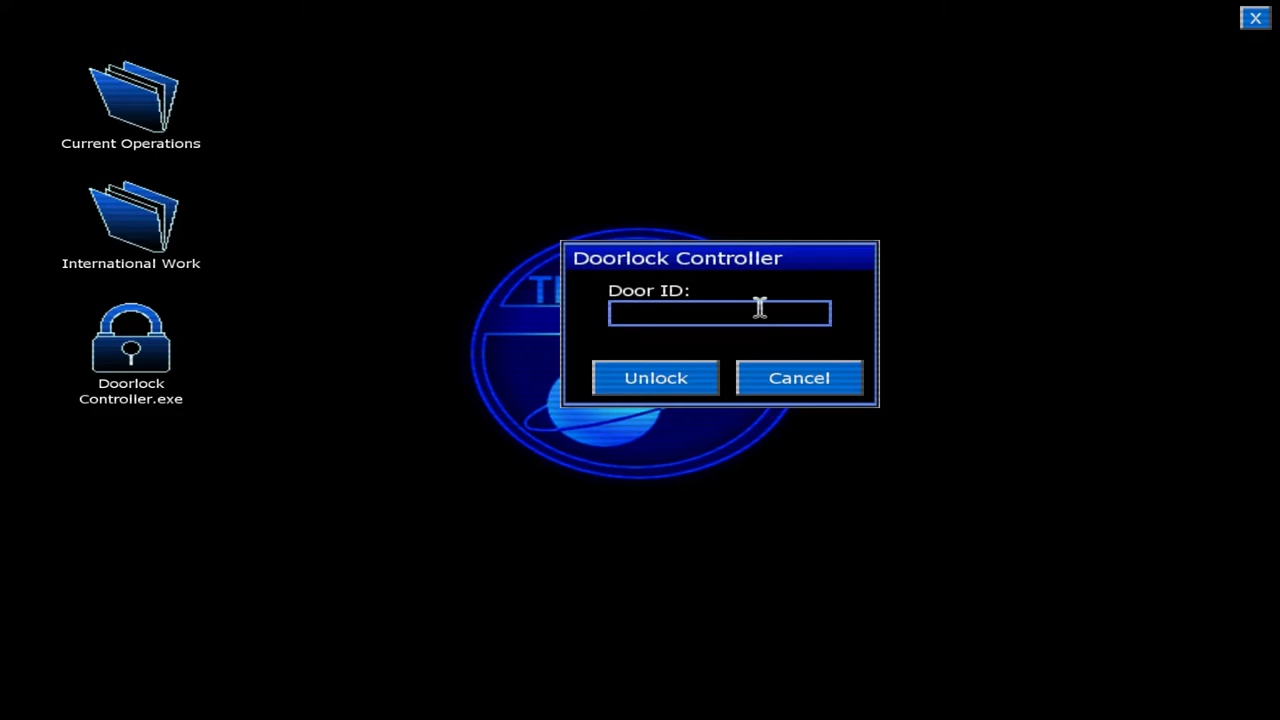 X
Current Operations
International Work
Doorlock
Controller.exe
Doorlock Controller
Door ID:
Unlock
Cancel